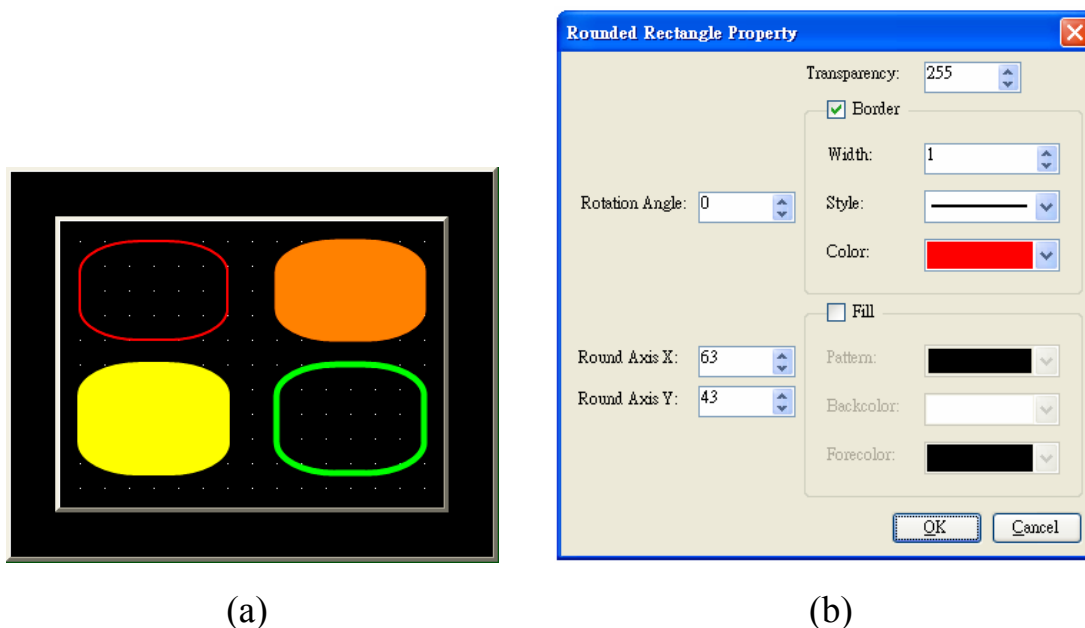 Rounded Rectangle Property
Transparency: 255
Border
Width: 1
Rotation Angle: 0 Style:
Color:
Fill
Round Axis X: 63 Pattern:
Round Axis Y: 43 Backcolor:
Forecolor:
OK Cancel
(a) (b)